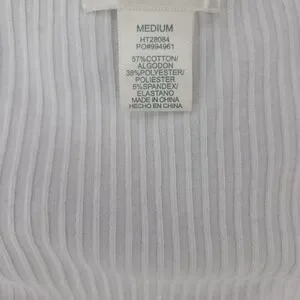 MEDIUM
HT28084
PO#994961
57%COTTON/
ALGODON
38%POLYESTER/
POLIESTER
5%SPANDEX/
ELASTANO
MADE IN CHINA
HECHO EN CHINA